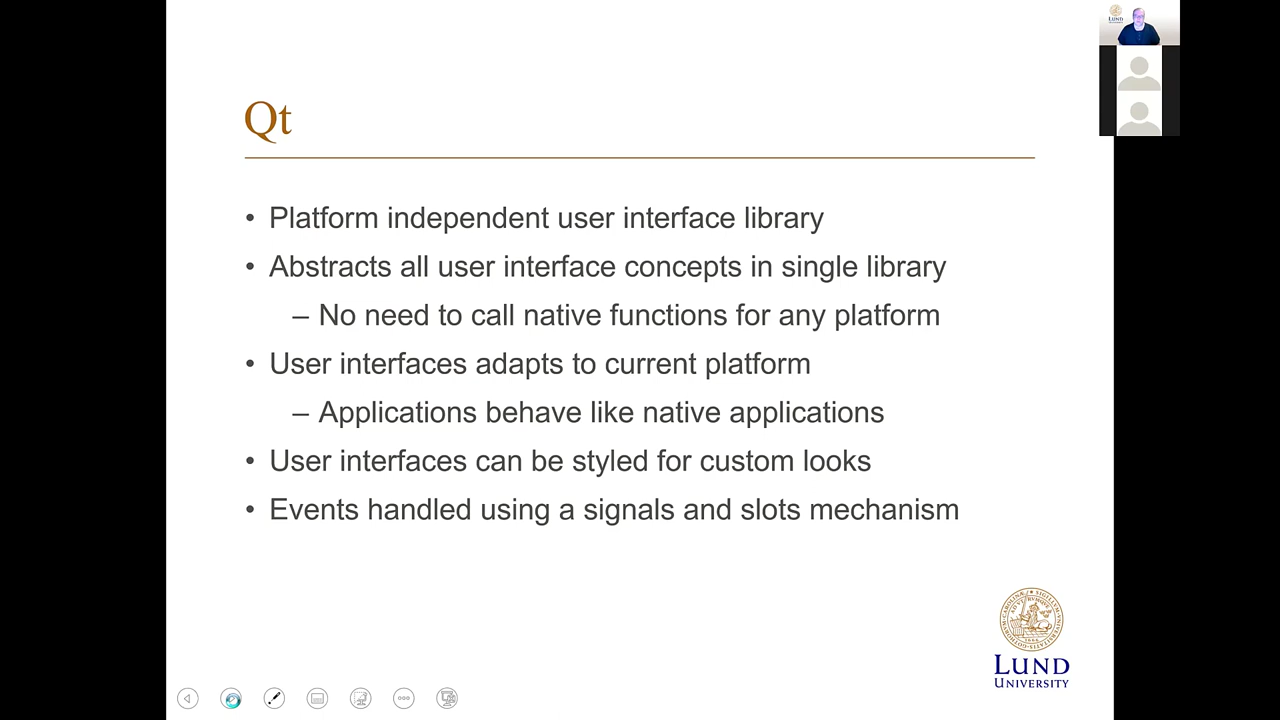 Qt
• Platform independent user interface library
• Abstracts all user interface concepts in single library
– No need to call native functions for any platform
• User interfaces adapts to current platform
– Applications behave like native applications
• User interfaces can be styled for custom looks
• Events handled using a signals and slots mechanism
LUND
UNIVERSITY
LUND